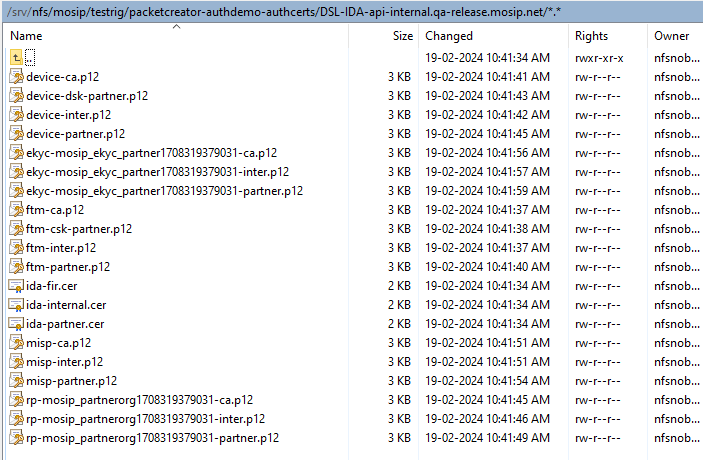 /srv/nfs/mosip/testrig/packetcreator-authdemo-authcerts/DSL-IDA-api-internal.qa-release.mosip.net/*.*
Name Size Changed Rights Owner
.. 19-02-2024 10:41:34 AM rwxr-xr-x nfsnob...
device-ca.p12 3 KB 19-02-2024 10:41:41 AM rw-r--r-- nfsnob...
device-dsk-partner.p12 3 KB 19-02-2024 10:41:43 AM rw-r--r-- nfsnob...
device-inter.p12 3 KB 19-02-2024 10:41:42 AM rw-r--r-- nfsnob...
device-partner.p12 3 KB 19-02-2024 10:41:45 AM rw-r--r-- nfsnob...
ekyc-mosip_ekyc_partner1708319379031-ca.p12 3 KB 19-02-2024 10:41:56 AM rw-r--r-- nfsnob...
ekyc-mosip_ekyc_partner1708319379031-inter.p12 3 KB 19-02-2024 10:41:57 AM rw-r--r-- nfsnob...
ekyc-mosip_ekyc_partner1708319379031-partner.p12 3 KB 19-02-2024 10:41:59 AM rw-r--r-- nfsnob...
ftm-ca.p12 3 KB 19-02-2024 10:41:37 AM rw-r--r-- nfsnob...
ftm-csk-partner.p12 3 KB 19-02-2024 10:41:38 AM rw-r--r-- nfsnob...
ftm-inter.p12 3 KB 19-02-2024 10:41:37 AM rw-r--r-- nfsnob...
ftm-partner.p12 3 KB 19-02-2024 10:41:40 AM rw-r--r-- nfsnob...
ida-fir.cer 2 KB 19-02-2024 10:41:34 AM rw-r--r-- nfsnob...
ida-internal.cer 2 KB 19-02-2024 10:41:34 AM rw-r--r-- nfsnob...
ida-partner.cer 2 KB 19-02-2024 10:41:34 AM rw-r--r-- nfsnob...
misp-ca.p12 3 KB 19-02-2024 10:41:51 AM rw-r--r-- nfsnob...
misp-inter.p12 3 KB 19-02-2024 10:41:51 AM rw-r--r-- nfsnob...
misp-partner.p12 3 KB 19-02-2024 10:41:54 AM rw-r--r-- nfsnob...
rp-mosip_partnerorg1708319379031-ca.p12 3 KB 19-02-2024 10:41:45 AM rw-r--r-- nfsnob...
rp-mosip_partnerorg1708319379031-inter.p12 3 KB 19-02-2024 10:41:46 AM rw-r--r-- nfsnob...
rp-mosip_partnerorg1708319379031-partner.p12 3 KB 19-02-2024 10:41:49 AM rw-r--r-- nfsnob...